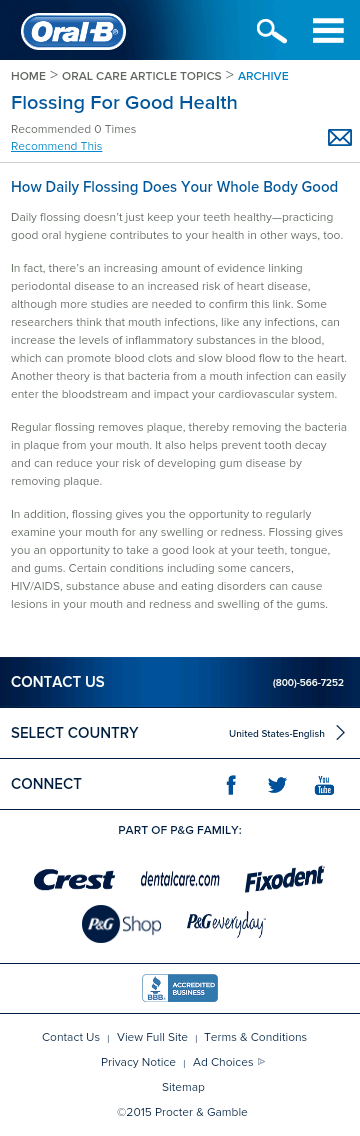 Oral-B®
HOME > ORAL CARE ARTICLE TOPICS > ARCHIVE
Flossing For Good Health
Recommended 0 Times
Recommend This
How Daily Flossing Does Your Whole Body Good
Daily flossing doesn’t just keep your teeth healthy—practicing
good oral hygiene contributes to your health in other ways, too.
In fact, there’s an increasing amount of evidence linking
periodontal disease to an increased risk of heart disease,
although more studies are needed to confirm this link. Some
researchers think that mouth infections, like any infections, can
increase the levels of inflammatory substances in the blood,
which can promote blood clots and slow blood flow to the heart.
Another theory is that bacteria from a mouth infection can easily
enter the bloodstream and impact your cardiovascular system.
Regular flossing removes plaque, thereby removing the bacteria
in plaque from your mouth. It also helps prevent tooth decay
and can reduce your risk of developing gum disease by
removing plaque.
In addition, flossing gives you the opportunity to regularly
examine your mouth for any swelling or redness. Flossing gives
you an opportunity to take a good look at your teeth, tongue,
and gums. Certain conditions including some cancers,
HIV/AIDS, substance abuse and eating disorders can cause
lesions in your mouth and redness and swelling of the gums.
CONTACT US (800)-566-7252
SELECT COUNTRY United States-English
CONNECT You Tube
PART OF P&G FAMILY:
Crest dentalcare.com Fixodent
P&G Shop P&G everyday
BBB. ACCREDITED BUSINESS
Contact Us | View Full Site | Terms & Conditions
Privacy Notice | Ad Choices
Sitemap
©2015 Procter & Gamble